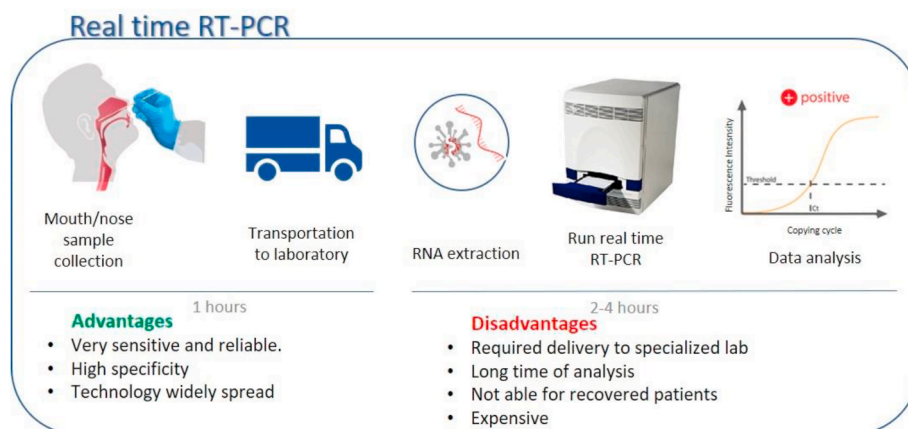 Real time RT-PCR
Mouth/nose
sample
collection
Transportation
to laboratory
RNA extraction
Run real time
RT-PCR
positive
Fluorescence Intesnsity
Threshold
Ct
Copying cycle
Data analysis
1 hours
2-4 hours
Advantages
• Very sensitive and reliable.
• High specificity
• Technology widely spread
Disadvantages
• Required delivery to specialized lab
• Long time of analysis
• Not able for recovered patients
• Expensive